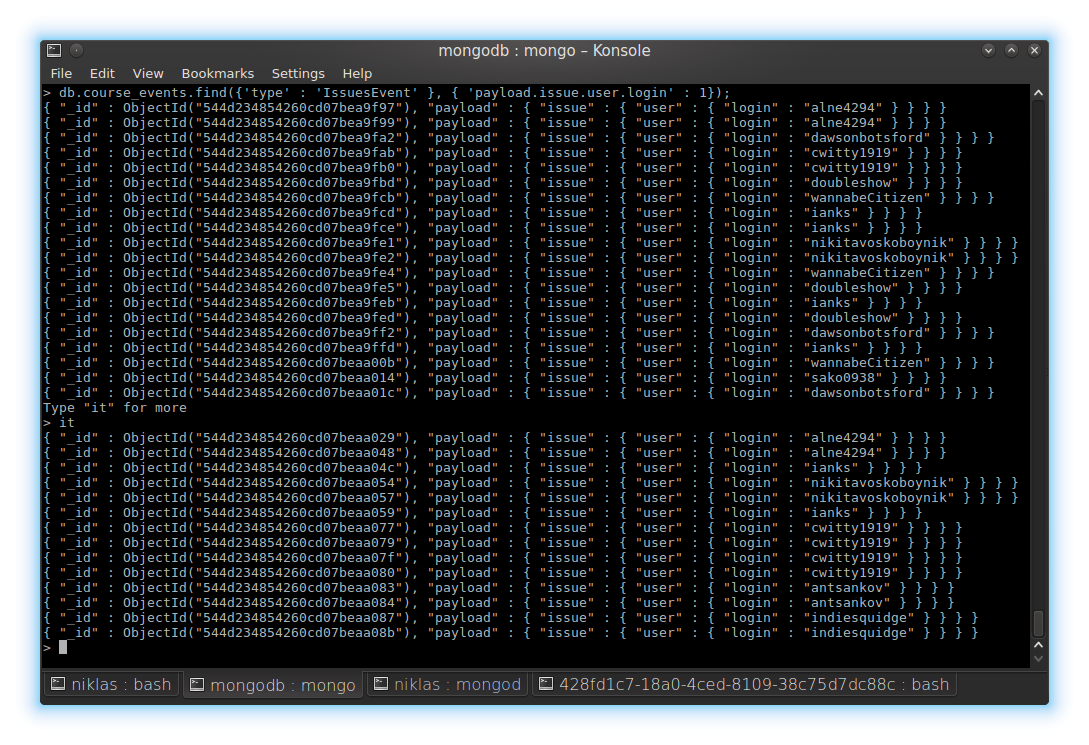 mongodb : mongo – Konsole
File Edit View Bookmarks Settings Help
> db.course_events.find({'type' : 'IssuesEvent' }, { 'payload.issue.user.login' : 1});
{ "_id" : ObjectId("544d234854260cd07bea9f97"), "payload" : { "issue" : { "user" : { "login" : "alne4294" } } } }
{ "_id" : ObjectId("544d234854260cd07bea9f99"), "payload" : { "issue" : { "user" : { "login" : "alne4294" } } } }
{ "_id" : ObjectId("544d234854260cd07bea9fa2"), "payload" : { "issue" : { "user" : { "login" : "dawsonbotsford" } } } }
{ "_id" : ObjectId("544d234854260cd07bea9fab"), "payload" : { "issue" : { "user" : { "login" : "cwitty1919" } } } }
{ "_id" : ObjectId("544d234854260cd07bea9fb0"), "payload" : { "issue" : { "user" : { "login" : "cwitty1919" } } } }
{ "_id" : ObjectId("544d234854260cd07bea9fbd"), "payload" : { "issue" : { "user" : { "login" : "doubleshow" } } } }
{ "_id" : ObjectId("544d234854260cd07bea9fcb"), "payload" : { "issue" : { "user" : { "login" : "wannabeCitizen" } } } }
{ "_id" : ObjectId("544d234854260cd07bea9fcd"), "payload" : { "issue" : { "user" : { "login" : "ianks" } } } }
{ "_id" : ObjectId("544d234854260cd07bea9fce"), "payload" : { "issue" : { "user" : { "login" : "ianks" } } } }
{ "_id" : ObjectId("544d234854260cd07bea9fe1"), "payload" : { "issue" : { "user" : { "login" : "nikitavoskoboynik" } } } }
{ "_id" : ObjectId("544d234854260cd07bea9fe2"), "payload" : { "issue" : { "user" : { "login" : "nikitavoskoboynik" } } } }
{ "_id" : ObjectId("544d234854260cd07bea9fe4"), "payload" : { "issue" : { "user" : { "login" : "wannabeCitizen" } } } }
{ "_id" : ObjectId("544d234854260cd07bea9fe5"), "payload" : { "issue" : { "user" : { "login" : "doubleshow" } } } }
{ "_id" : ObjectId("544d234854260cd07bea9feb"), "payload" : { "issue" : { "user" : { "login" : "ianks" } } } }
{ "_id" : ObjectId("544d234854260cd07bea9fed"), "payload" : { "issue" : { "user" : { "login" : "doubleshow" } } } }
{ "_id" : ObjectId("544d234854260cd07bea9ff2"), "payload" : { "issue" : { "user" : { "login" : "dawsonbotsford" } } } }
{ "_id" : ObjectId("544d234854260cd07bea9ffd"), "payload" : { "issue" : { "user" : { "login" : "ianks" } } } }
{ "_id" : ObjectId("544d234854260cd07beaa00b"), "payload" : { "issue" : { "user" : { "login" : "wannabeCitizen" } } } }
{ "_id" : ObjectId("544d234854260cd07beaa014"), "payload" : { "issue" : { "user" : { "login" : "sako0938" } } } }
{ "_id" : ObjectId("544d234854260cd07beaa01c"), "payload" : { "issue" : { "user" : { "login" : "dawsonbotsford" } } } }
Type "it" for more
> it
{ "_id" : ObjectId("544d234854260cd07beaa029"), "payload" : { "issue" : { "user" : { "login" : "alne4294" } } } }
{ "_id" : ObjectId("544d234854260cd07beaa048"), "payload" : { "issue" : { "user" : { "login" : "alne4294" } } } }
{ "_id" : ObjectId("544d234854260cd07beaa04c"), "payload" : { "issue" : { "user" : { "login" : "ianks" } } } }
{ "_id" : ObjectId("544d234854260cd07beaa054"), "payload" : { "issue" : { "user" : { "login" : "nikitavoskoboynik" } } } }
{ "_id" : ObjectId("544d234854260cd07beaa057"), "payload" : { "issue" : { "user" : { "login" : "nikitavoskoboynik" } } } }
{ "_id" : ObjectId("544d234854260cd07beaa059"), "payload" : { "issue" : { "user" : { "login" : "ianks" } } } }
{ "_id" : ObjectId("544d234854260cd07beaa077"), "payload" : { "issue" : { "user" : { "login" : "cwitty1919" } } } }
{ "_id" : ObjectId("544d234854260cd07beaa079"), "payload" : { "issue" : { "user" : { "login" : "cwitty1919" } } } }
{ "_id" : ObjectId("544d234854260cd07beaa07f"), "payload" : { "issue" : { "user" : { "login" : "cwitty1919" } } } }
{ "_id" : ObjectId("544d234854260cd07beaa080"), "payload" : { "issue" : { "user" : { "login" : "cwitty1919" } } } }
{ "_id" : ObjectId("544d234854260cd07beaa083"), "payload" : { "issue" : { "user" : { "login" : "antsankov" } } } }
{ "_id" : ObjectId("544d234854260cd07beaa084"), "payload" : { "issue" : { "user" : { "login" : "antsankov" } } } }
{ "_id" : ObjectId("544d234854260cd07beaa087"), "payload" : { "issue" : { "user" : { "login" : "indiesquidge" } } } }
{ "_id" : ObjectId("544d234854260cd07beaa08b"), "payload" : { "issue" : { "user" : { "login" : "indiesquidge" } } } }
>
niklas : bash mongodb : mongo niklas : mongod 428fd1c7-18a0-4ced-8109-38c75d7dc88c : bash